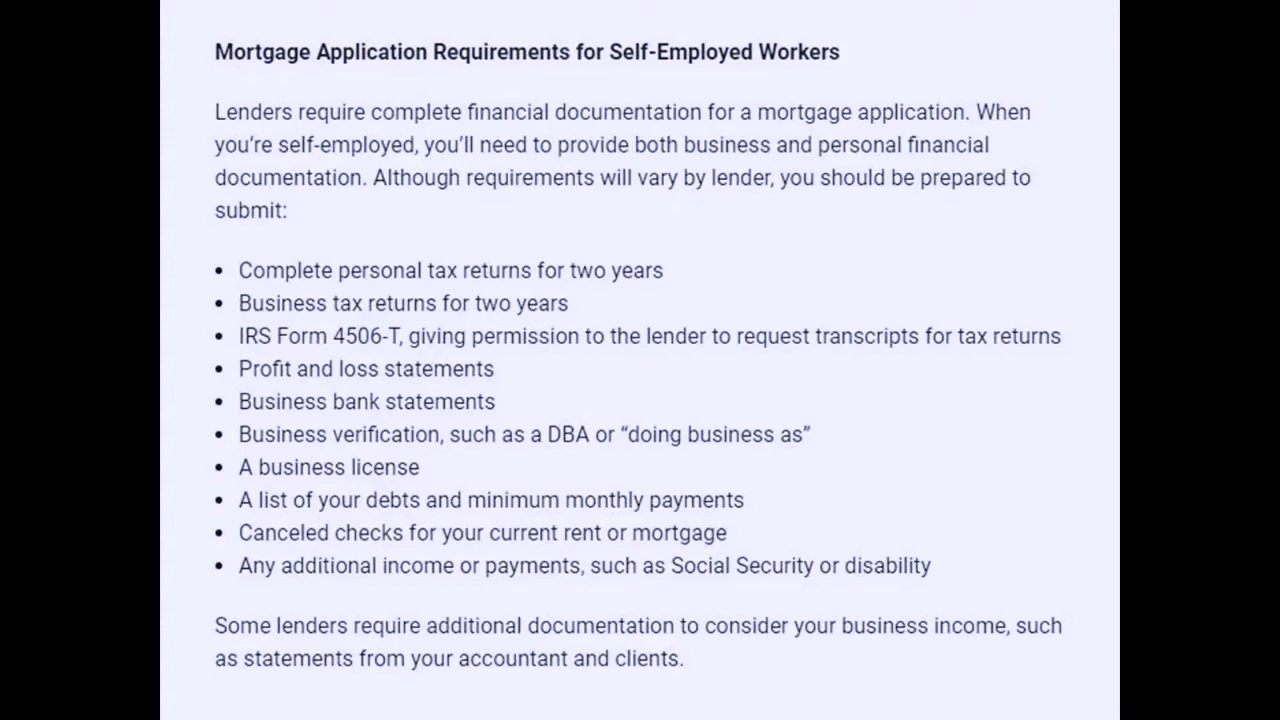 Mortgage Application Requirements for Self-Employed Workers
Lenders require complete financial documentation for a mortgage application. When
you’re self-employed, you’ll need to provide both business and personal financial
documentation. Although requirements will vary by lender, you should be prepared to
submit:
• Complete personal tax returns for two years
• Business tax returns for two years
• IRS Form 4506-T, giving permission to the lender to request transcripts for tax returns
• Profit and loss statements
• Business bank statements
• Business verification, such as a DBA or “doing business as”
• A business license
• A list of your debts and minimum monthly payments
• Canceled checks for your current rent or mortgage
• Any additional income or payments, such as Social Security or disability
Some lenders require additional documentation to consider your business income, such
as statements from your accountant and clients.